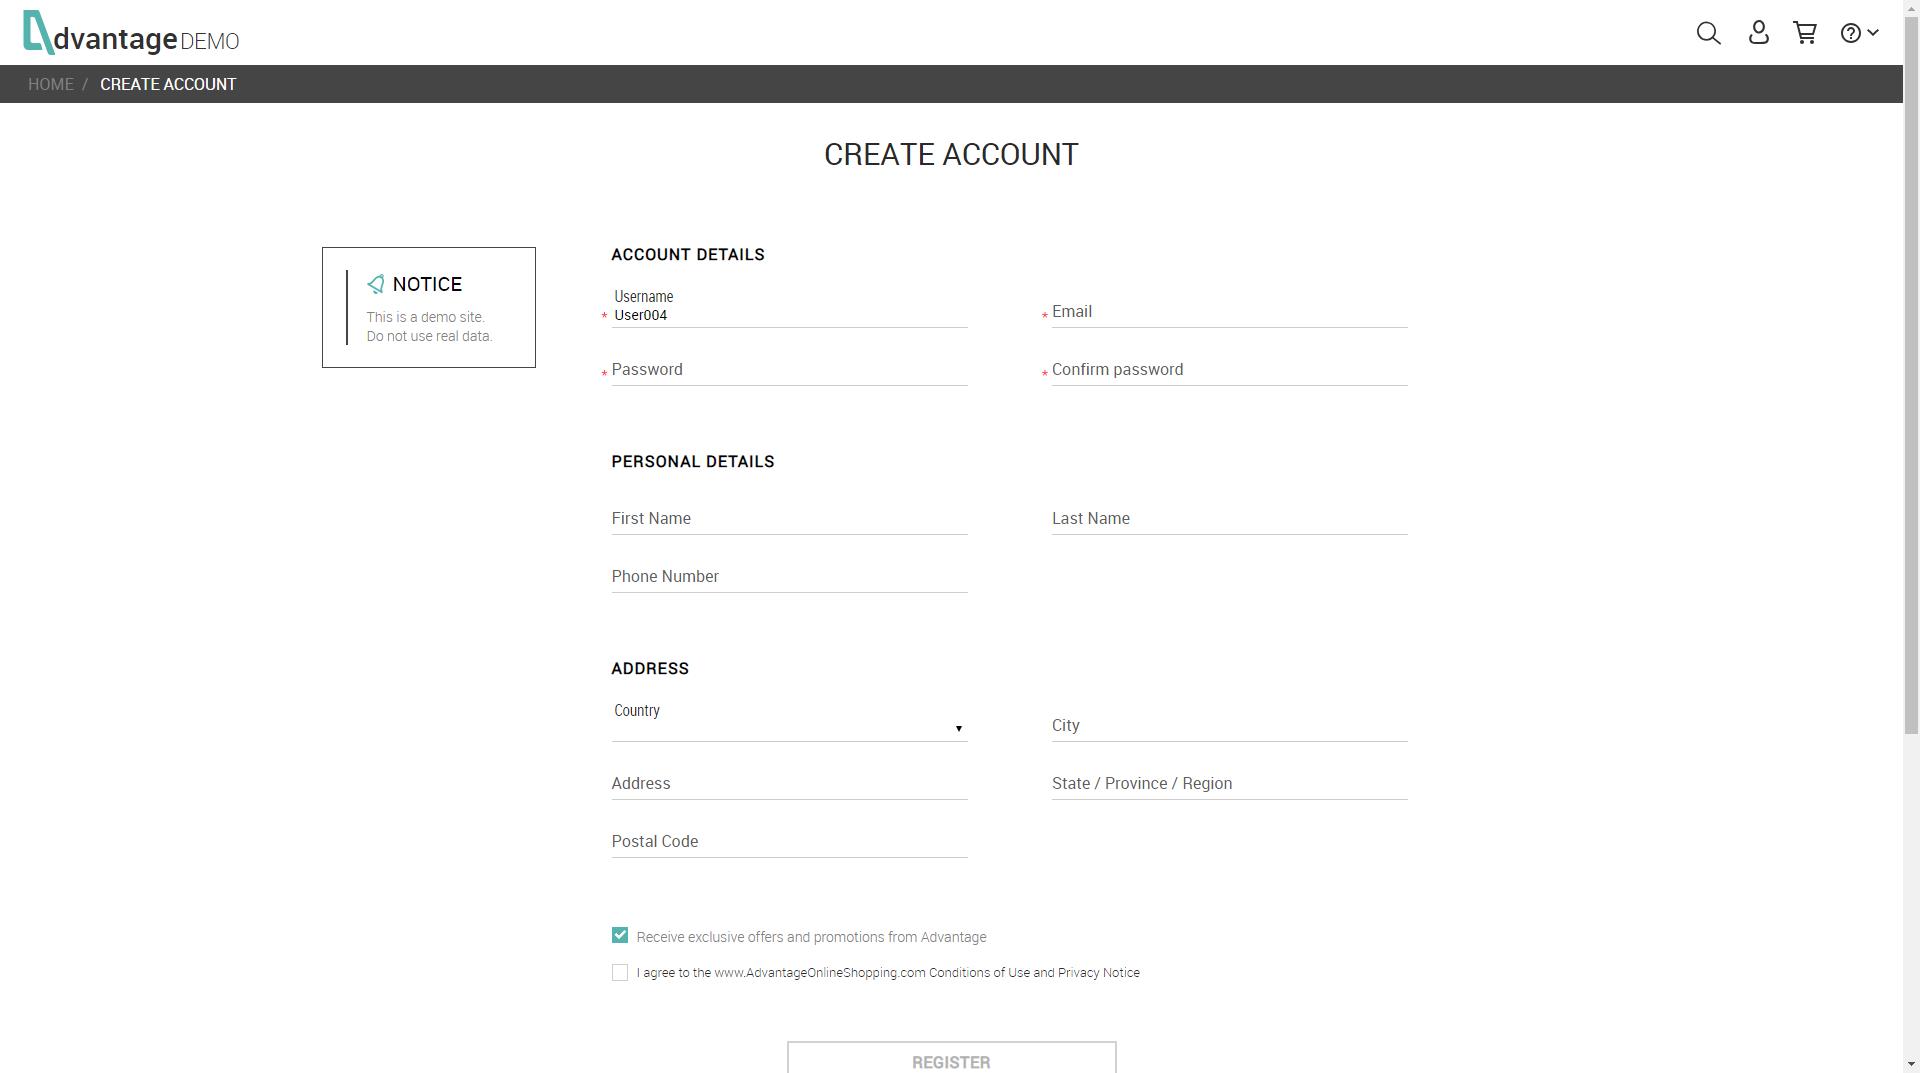 dvantage DEMO
HOME / CREATE ACCOUNT
CREATE ACCOUNT
NOTICE
This is a demo site.
Do not use real data.
ACCOUNT DETAILS
Username
* User004
* Email
* Password
* Confirm password
PERSONAL DETAILS
First Name
Last Name
Phone Number
ADDRESS
Country
City
Address
State / Province / Region
Postal Code
Receive exclusive offers and promotions from Advantage
I agree to the www.AdvantageOnlineShopping.com Conditions of Use and Privacy Notice
REGISTER